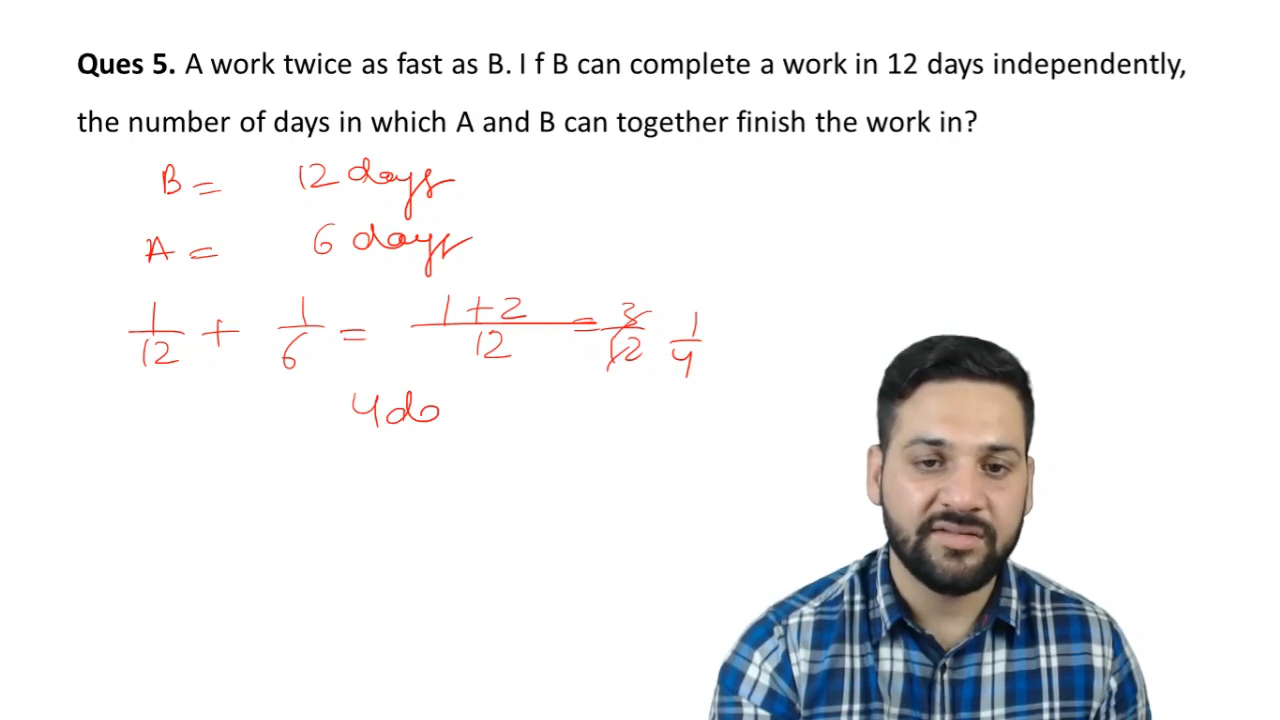 Ques 5. A work twice as fast as B. I f B can complete a work in 12 days independently,
the number of days in which A and B can together finish the work in?
B = 12 days
A = 6 days
1/12 + 1/6 = 1+2/12 = 3/12 1/4
4 da